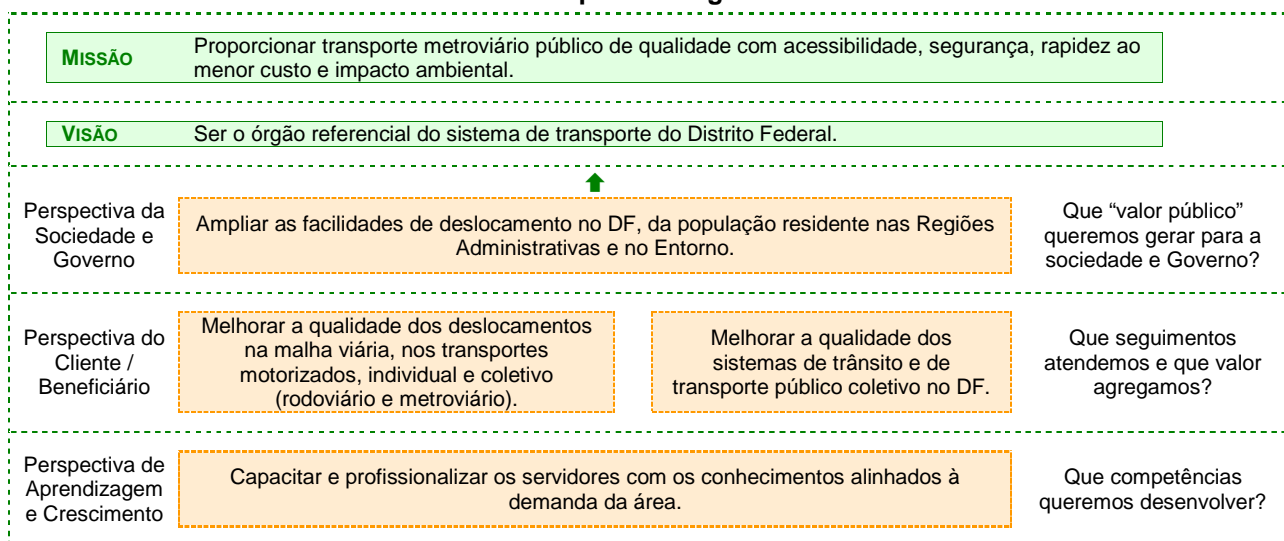 MISSÃO
Proporcionar transporte metroviário público de qualidade com acessibilidade, segurança, rapidez ao
menor custo e impacto ambiental.
VISÃO
Ser o órgão referencial do sistema de transporte do Distrito Federal.
Perspectiva da
Sociedade e
Governo
Ampliar as facilidades de deslocamento no DF, da população residente nas Regiões
Administrativas e no Entorno.
Que “valor público”
queremos gerar para a
sociedade e Governo?
Perspectiva do
Cliente /
Beneficiário
Melhorar a qualidade dos deslocamentos
na malha viária, nos transportes
motorizados, individual e coletivo
(rodoviário e metroviário).
Melhorar a qualidade dos
sistemas de trânsito e de
transporte público coletivo no DF.
Que seguimentos
atendemos e que valor
agregamos?
Perspectiva de
Aprendizagem
e Crescimento
Capacitar e profissionalizar os servidores com os conhecimentos alinhados à
demanda da área.
Que competências
queremos desenvolver?